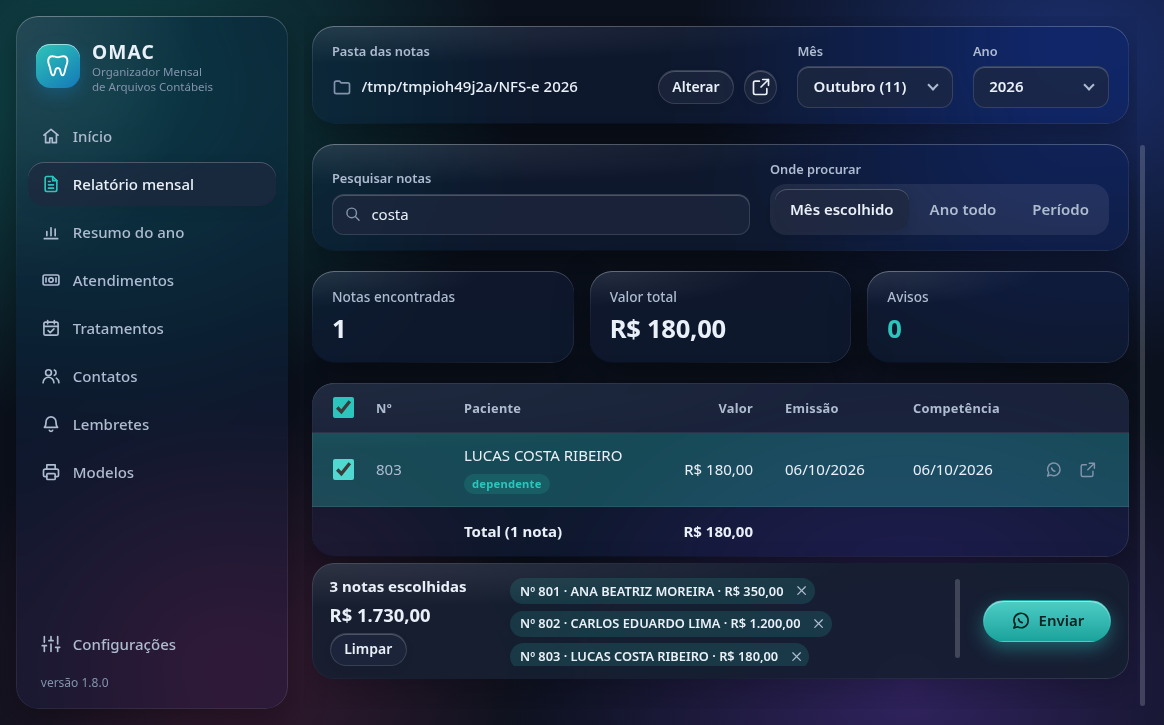 OMAC
Organizador Mensal
de Arquivos Contábeis
Início
Relatório mensal
Resumo do ano
Atendimentos
Tratamentos
Contatos
Lembretes
Modelos
Configurações
versão 1.8.0
Pasta das notas
/tmp/tmpioh49j2a/NFS-e 2026
Alterar
Mês
Outubro (11)
Ano
2026
Pesquisar notas
costa
Onde procurar
Mês escolhido Ano todo Período
Notas encontradas
1
Valor total
R$ 180,00
Avisos
0
Nº Paciente Valor Emissão Competência
803 LUCAS COSTA RIBEIRO R$ 180,00 06/10/2026 06/10/2026
dependente
Total (1 nota) R$ 180,00
3 notas escolhidas
R$ 1.730,00
Limpar
Nº 801 · ANA BEATRIZ MOREIRA · R$ 350,00
Nº 802 · CARLOS EDUARDO LIMA · R$ 1.200,00
Nº 803 · LUCAS COSTA RIBEIRO · R$ 180,00
Enviar